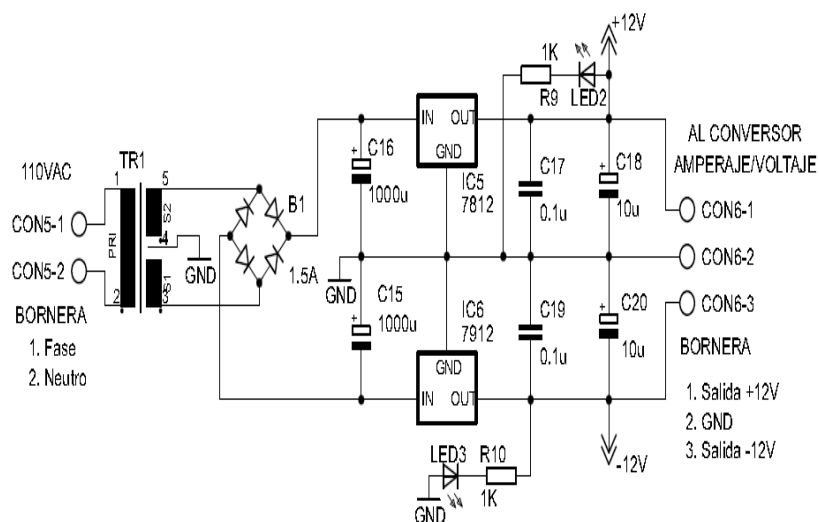 +12V
1K
R9
LED2
IN
OUT
GND
C16
1000u
IC5
7812
C17
0.1u
C18
10u
AL CONVERSOR
AMPERAJE/VOLTAJE
CON6-1
CON6-2
CON6-3
110VAC
TR1
1
5
CON5-1
PRI
S2
4
GND
CON5-2
S1
2
3
B1
1.5A
GND
BORNERA
1. Fase
2. Neutro
C15
1000u
IC6
7912
GND
IN
OUT
C19
0.1u
C20
10u
BORNERA
1. Salida +12V
2. GND
3. Salida -12V
LED3
R10
1K
GND
-12V